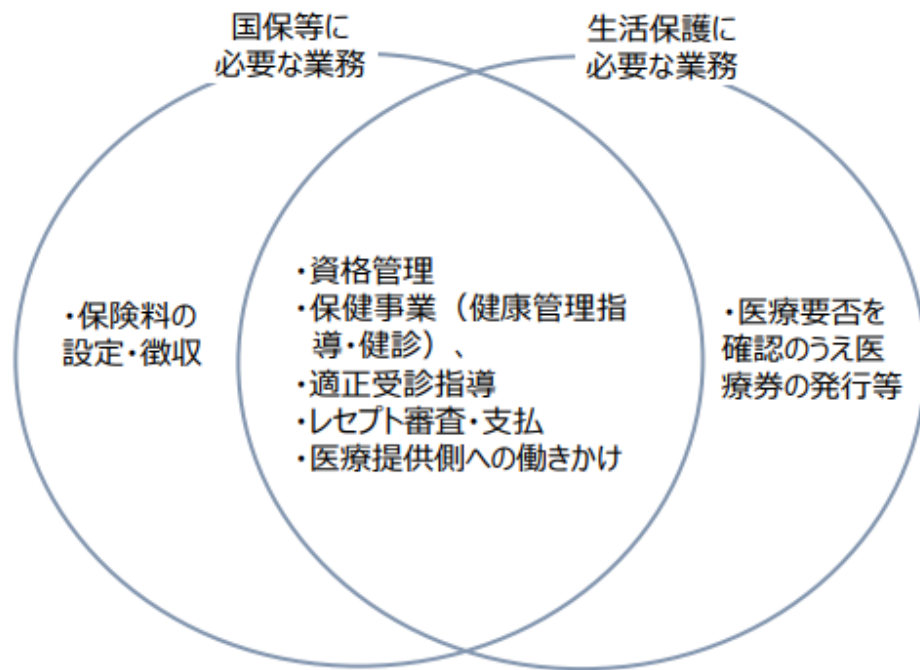 国保等に
必要な業務
生活保護に
必要な業務
・保険料の
設定・徴収
・資格管理
・保健事業（健康管理指
導・健診）、
・適正受診指導
・レセプト審査・支払
・医療提供側への働きかけ
・医療要否を
確認のうえ医
療券の発行等